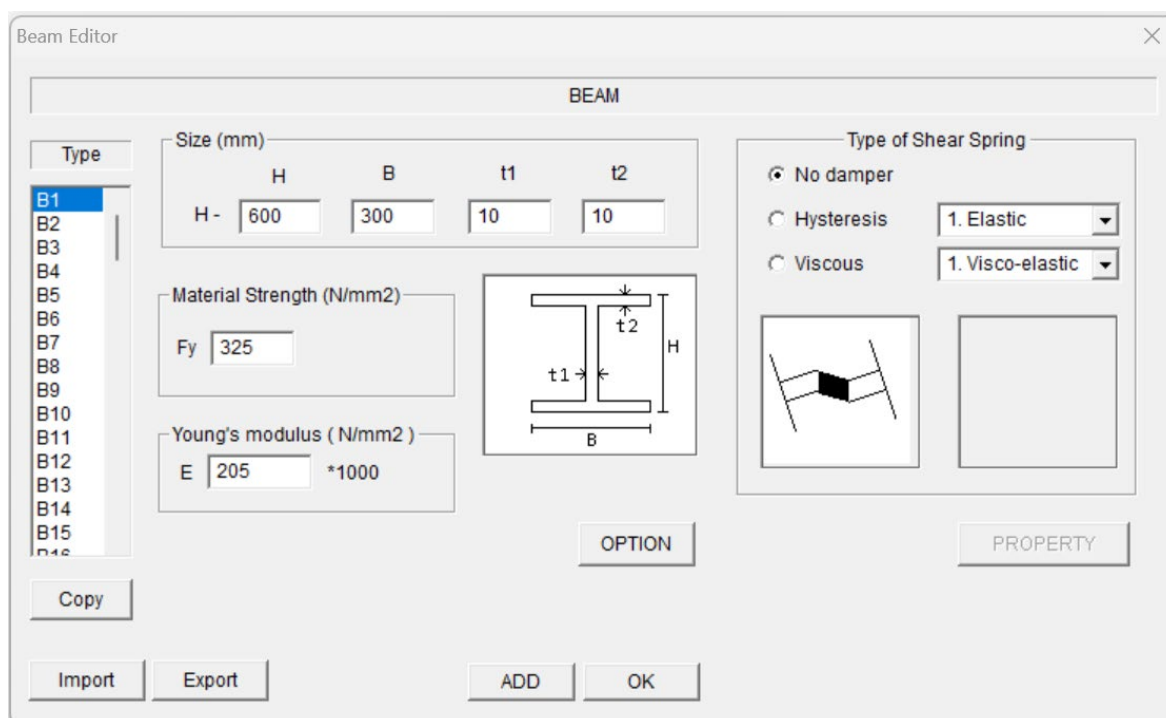 Beam Editor
BEAM
Type
B1
B2
B3
B4
B5
B6
B7
B8
B9
B10
B11
B12
B13
B14
B15
B16
Copy
Import
Export
Size (mm)
H B t1 t2
H - 600 300 10 10
Material Strength (N/mm2)
Fy 325
Young's modulus ( N/mm2 )
E 205 *1000
t2
H
t1
B
OPTION
ADD
OK
Type of Shear Spring
No damper
Hysteresis 1. Elastic
Viscous 1. Visco-elastic
PROPERTY